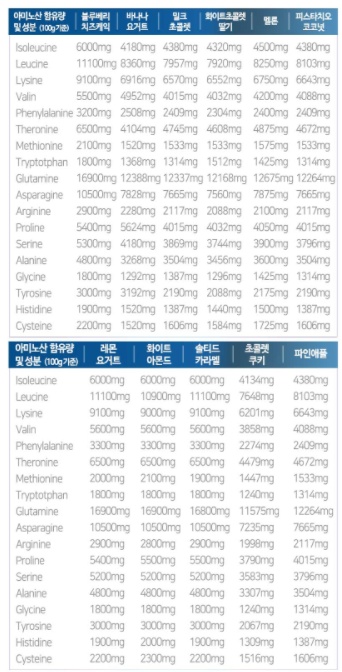 아미노산 함유량 및 성분 (100g기준) 블루베리 치즈케익 바나나 요거트 밀크 초콜렛 화이트초콜렛 딸기 멜론 피스타치오 코코넛
Isoleucine 6000mg 4180mg 4380mg 4320mg 4500mg 4380mg
Leucine 11100mg 8360mg 7957mg 7920mg 8250mg 8103mg
Lysine 9100mg 6916mg 6570mg 6552mg 6750mg 6643mg
Valin 5500mg 4952mg 4015mg 4032mg 4200mg 4088mg
Phenylalanine 3200mg 2508mg 2409mg 2304mg 2400mg 2409mg
Theronine 6500mg 4104mg 4745mg 4608mg 4875mg 4672mg
Methionine 2100mg 1520mg 1533mg 1533mg 1575mg 1533mg
Tryptotphan 1800mg 1368mg 1314mg 1512mg 1425mg 1314mg
Glutamine 16900mg 12388mg 12337mg 12168mg 12675mg 12264mg
Asparagine 10500mg 7828mg 7665mg 7560mg 7875mg 7665mg
Arginine 2900mg 2280mg 2117mg 2088mg 2100mg 2117mg
Proline 5400mg 5624mg 4015mg 4032mg 4050mg 4015mg
Serine 5300mg 4180mg 3869mg 3744mg 3900mg 3796mg
Alanine 4800mg 3268mg 3504mg 3456mg 3600mg 3504mg
Glycine 1800mg 1292mg 1387mg 1296mg 1425mg 1314mg
Tyrosine 3000mg 3192mg 2190mg 2088mg 2175mg 2190mg
Histidine 1900mg 1520mg 1387mg 1440mg 1500mg 1387mg
Cysteine 2200mg 1520mg 1606mg 1584mg 1725mg 1606mg
아미노산 함유량 및 성분 (100g기준) 레몬 요거트 화이트 아몬드 솔티드 카라멜 초콜렛 쿠키 파인애플
Isoleucine 6000mg 6000mg 6000mg 4134mg 4380mg
Leucine 11100mg 10900mg 11100mg 7648mg 8103mg
Lysine 9100mg 9000mg 9100mg 6201mg 6643mg
Valin 5600mg 5600mg 5600mg 3858mg 4088mg
Phenylalanine 3300mg 3300mg 3300mg 2274mg 2409mg
Theronine 6500mg 6500mg 6500mg 4479mg 4672mg
Methionine 2000mg 2100mg 1900mg 1447mg 1533mg
Tryptotphan 1800mg 1800mg 1800mg 1240mg 1314mg
Glutamine 16900mg 16900mg 16800mg 11575mg 12264mg
Asparagine 10500mg 10500mg 10500mg 7235mg 7665mg
Arginine 2900mg 2800mg 2900mg 1998mg 2117mg
Proline 5400mg 5500mg 5500mg 3790mg 4015mg
Serine 5200mg 5200mg 5200mg 3583mg 3796mg
Alanine 4800mg 4800mg 4800mg 3307mg 3504mg
Glycine 1800mg 1800mg 1800mg 1240mg 1314mg
Tyrosine 3000mg 3000mg 3000mg 2067mg 2190mg
Histidine 1900mg 2000mg 1900mg 1309mg 1387mg
Cysteine 2200mg 2300mg 2200mg 1516mg 1606mg